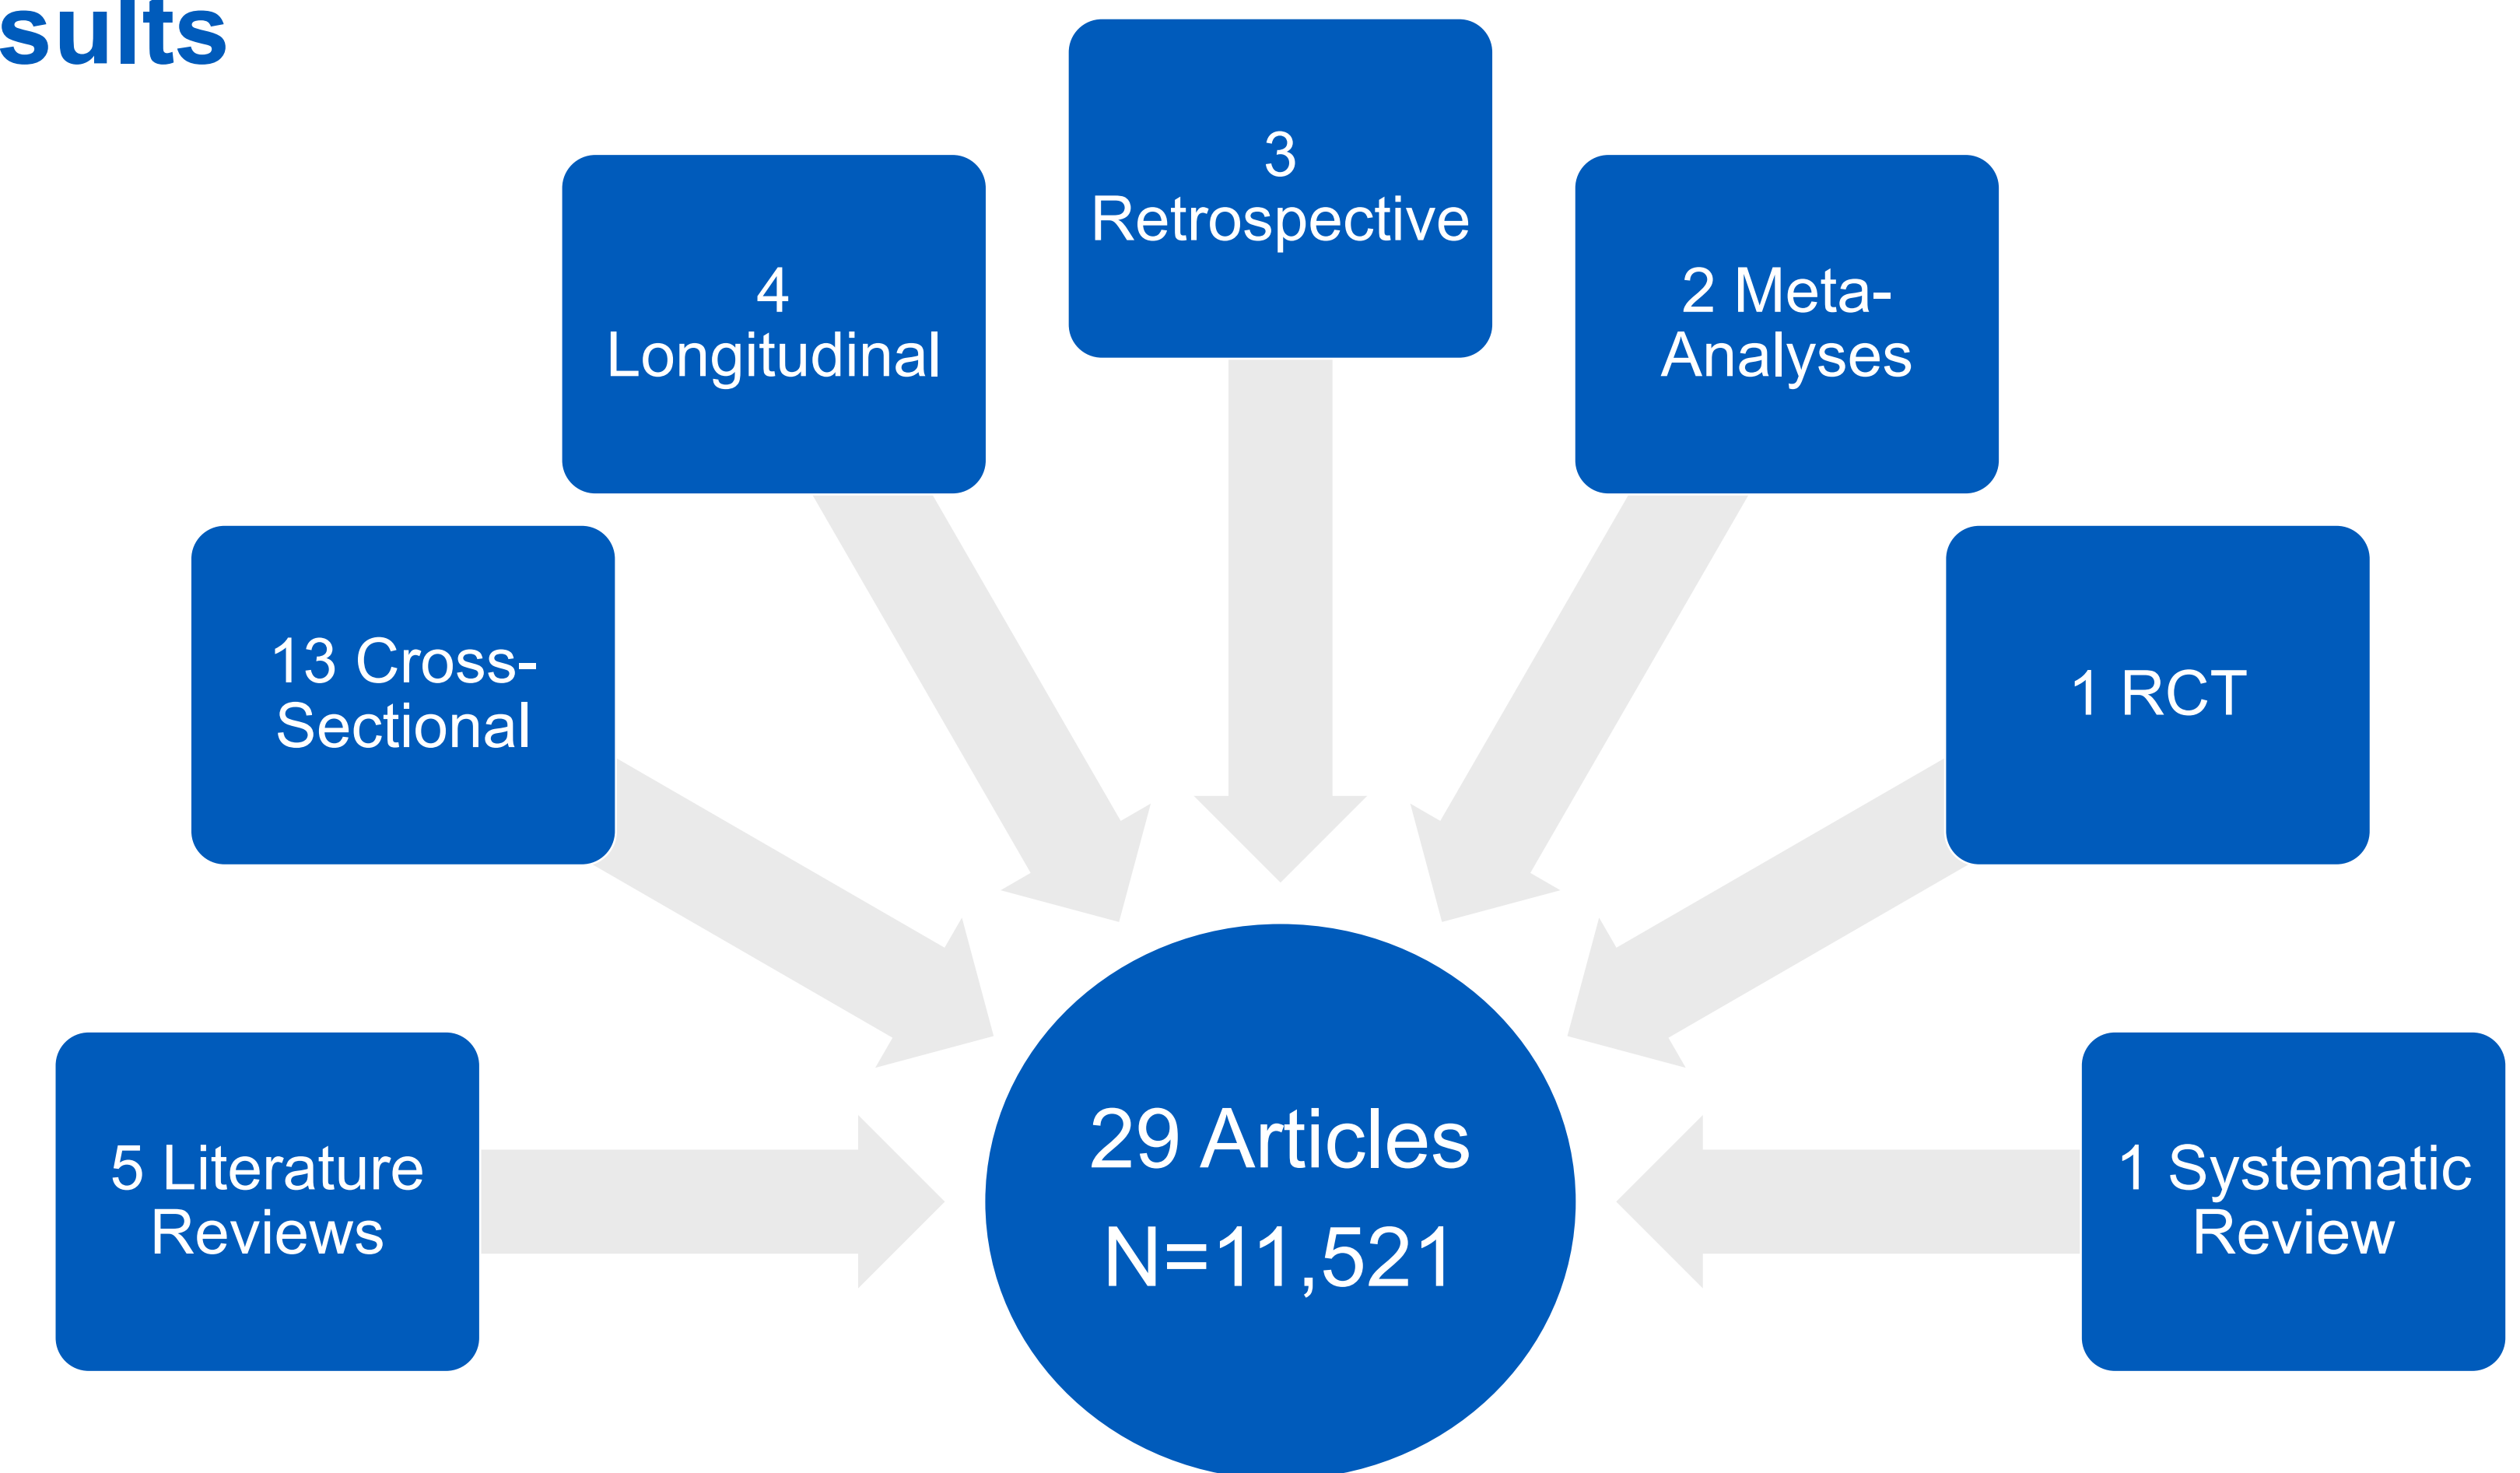 sults
3
Retrospective
4
Longitudinal
2 Meta-
Analyses
13 Cross-
Sectional
1 RCT
5 Literature
Reviews
29 Articles
N=11,521
1 Systematic
Review